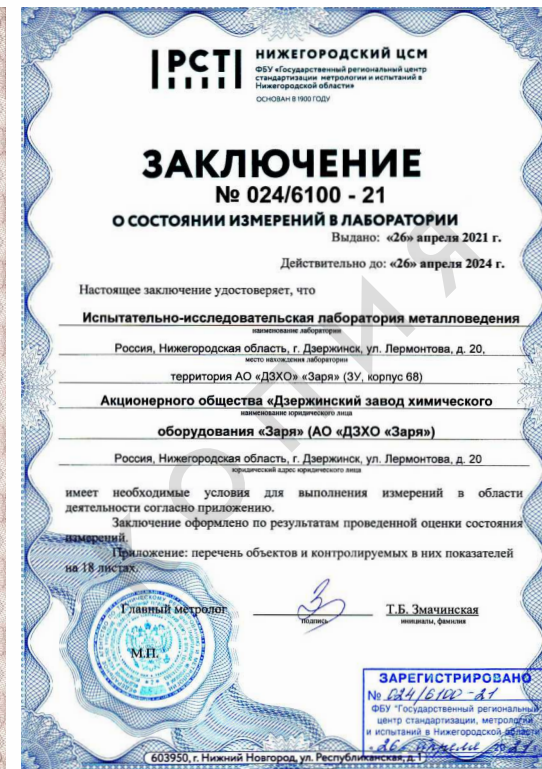 РСТ
НИЖЕГОРОДСКИЙ ЦСМ
ФБУ «Государственный региональный центр
стандартизации метрологии и испытаний в
Нижегородской области»
ОСНОВАН В 1900 ГОДУ
ЗАКЛЮЧЕНИЕ
№ 024/6100 - 21
О СОСТОЯНИИ ИЗМЕРЕНИЙ В ЛАБОРАТОРИИ
Выдано: «26» апреля 2021 г.
Действительно до: «26» апреля 2024 г.
Настоящее заключение удостоверяет, что
Испытательно-исследовательская лаборатория металловедения
наименование лаборатории
Россия, Нижегородская область, г. Дзержинск, ул. Лермонтова, д. 20,
место нахождения лаборатории
территория АО «ДЗХО» «Заря» (ЗУ, корпус 68)
Акционерного общества «Дзержинский завод химического
наименование юридического лица
оборудования «Заря» (АО «ДЗХО «Заря»)
Россия, Нижегородская область, г. Дзержинск, ул. Лермонтова, д. 20
юридический адрес юридического лица
имеет необходимые условия для выполнения измерений в области
деятельности согласно приложению.
Заключение оформлено по результатам проведенной оценки состояния
измерений.
Приложение: перечень объектов и контролируемых в них показателей
на 18 листах.
Главный метролог
подпись
Т.Б. Змачинская
инициалы, фамилия
М.П.
ЗАРЕГИСТРИРОВАНО
№ 024/6100-21
ФБУ "Государственный региональный
центр стандартизации, метрологии
и испытаний в Нижегородской области"
«26» апреля 2021
603950, г. Нижний Новгород, ул. Республиканская, д.1
КОПИЯ